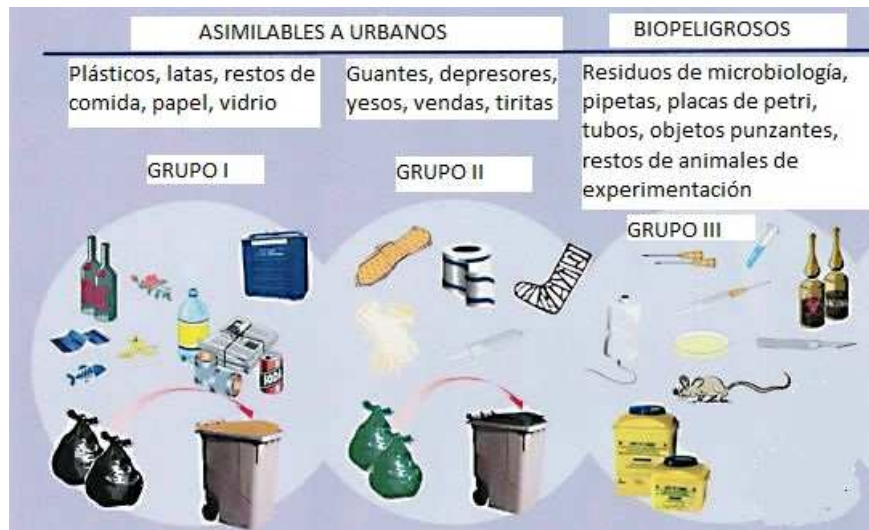 ASIMILABLES A URBANOS
BIOPELIGROSOS
Plásticos, latas, restos de
comida, papel, vidrio
GRUPO I
Guantes, depresores,
yesos, vendas, tiritas
GRUPO II
Residuos de microbiología,
pipetas, placas de petri,
tubos, objetos punzantes,
restos de animales de
experimentación
GRUPO III